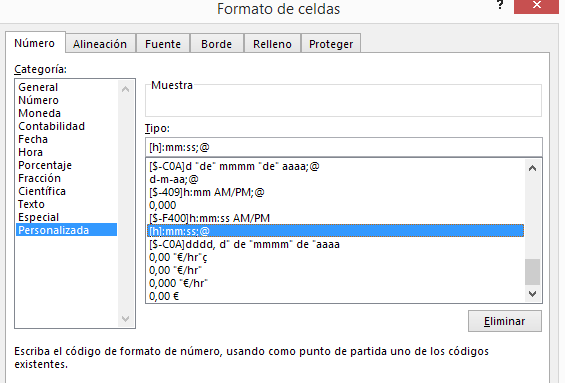 Formato de celdas
? ×
Número Alineación Fuente Borde Relleno Proteger
Categoría:
General
Número
Moneda
Contabilidad
Fecha
Hora
Porcentaje
Fracción
Científica
Texto
Especial
Personalizada
Muestra
Tipo:
[h]:mm:ss;@
[$-C0A]d "de" mmmm "de" aaaa;@
d-m-aa;@
[$-409]h:mm AM/PM;@
0,000
[$-F400]h:mm:ss AM/PM
[h]:mm:ss;@
[$-C0A]dddd, d" de "mmmm" de "aaaa
0,00 "€/hr"ç
0,00 "€/hr"
0,000 "€/hr"
0,00 €
Eliminar
Escriba el código de formato de número, usando como punto de partida uno de los códigos
existentes.